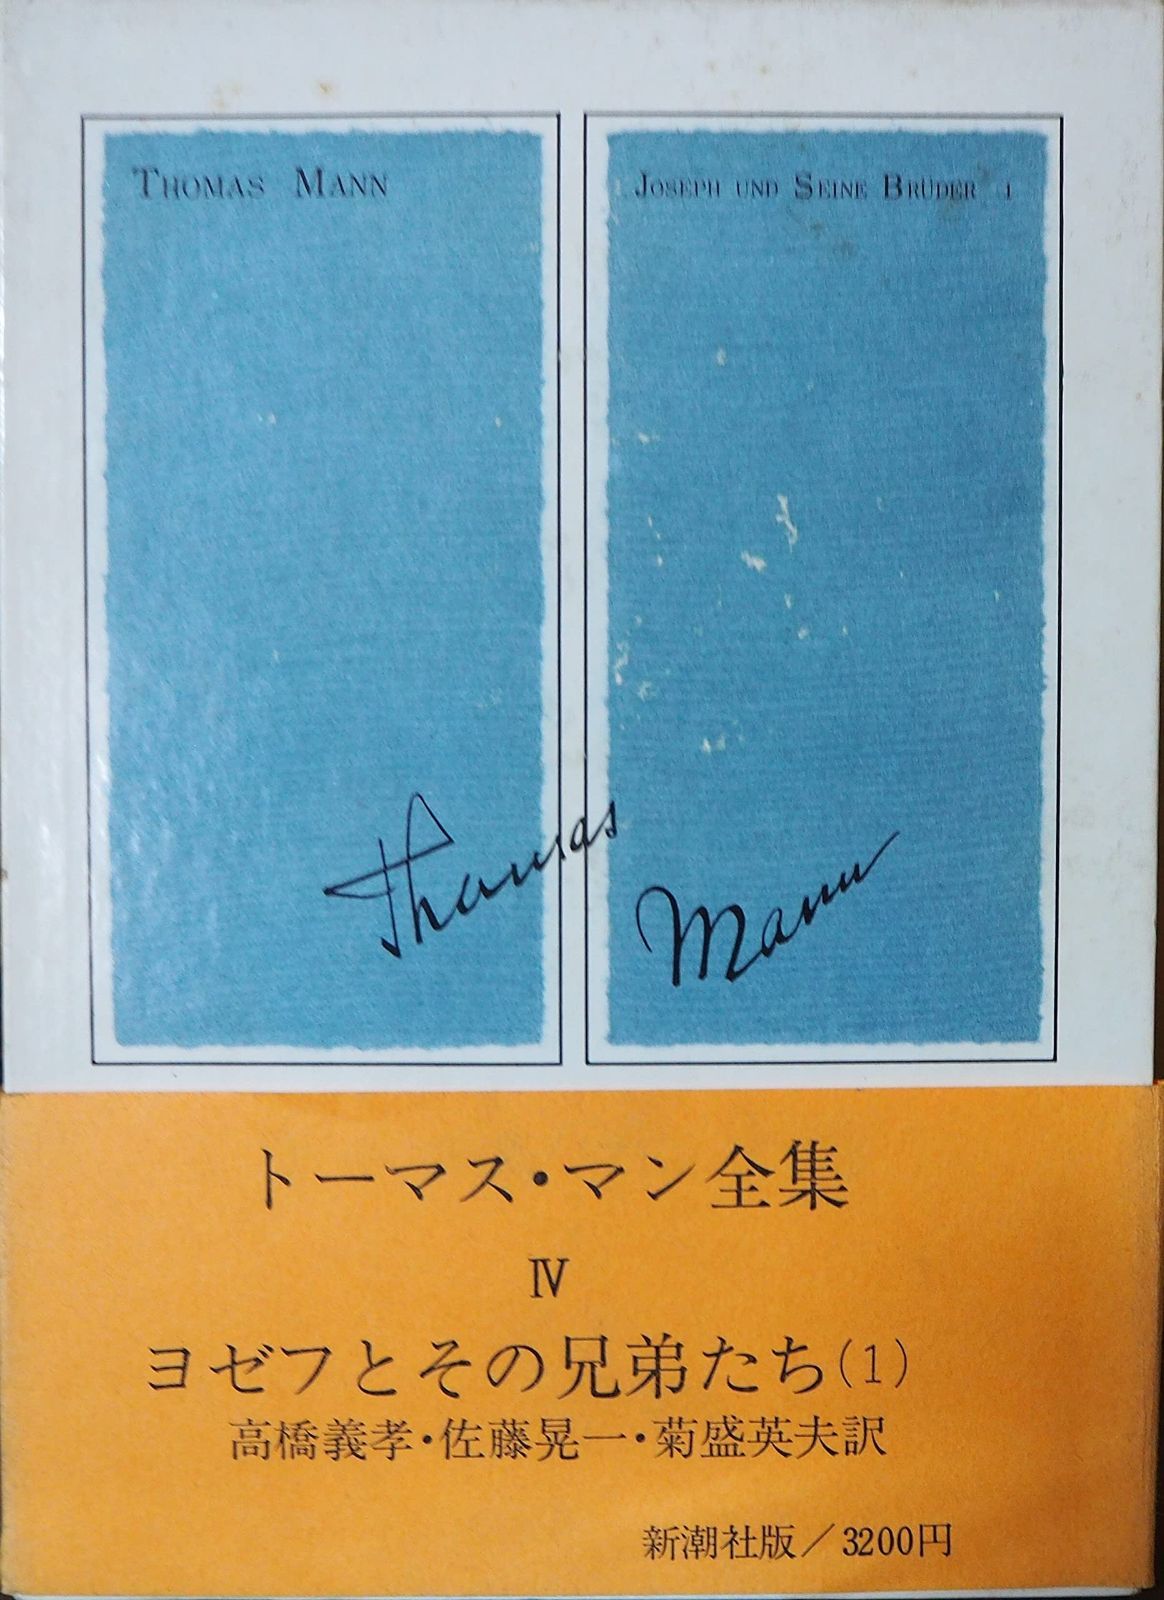 THOMAS MANN
JOSEPH UND SEINE BRÜDER 1
Thomas
Mann
トーマス・マン全集
Ⅳ
ヨゼフとその兄弟たち(1)
高橋義孝・佐藤晃一・菊盛英夫訳
新潮社版／3200円